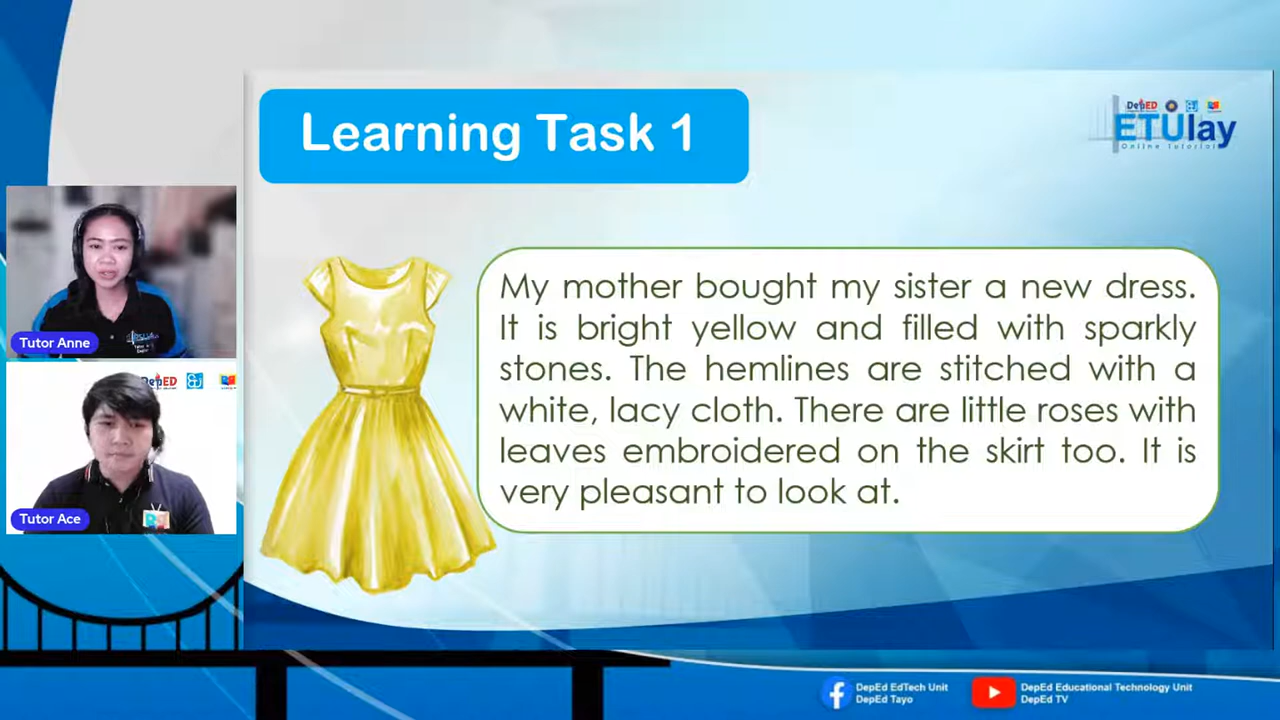 Learning Task 1
DepED
ETUlay
Online Tutorial
My mother bought my sister a new dress.
It is bright yellow and filled with sparkly
stones. The hemlines are stitched with a
white, lacy cloth. There are little roses with
leaves embroidered on the skirt too. It is
very pleasant to look at.
Tutor Anne
DepED
Tutor Ace
DepEd EdTech Unit
DepEd Tayo
DepEd Educational Technology Unit
DepEd TV